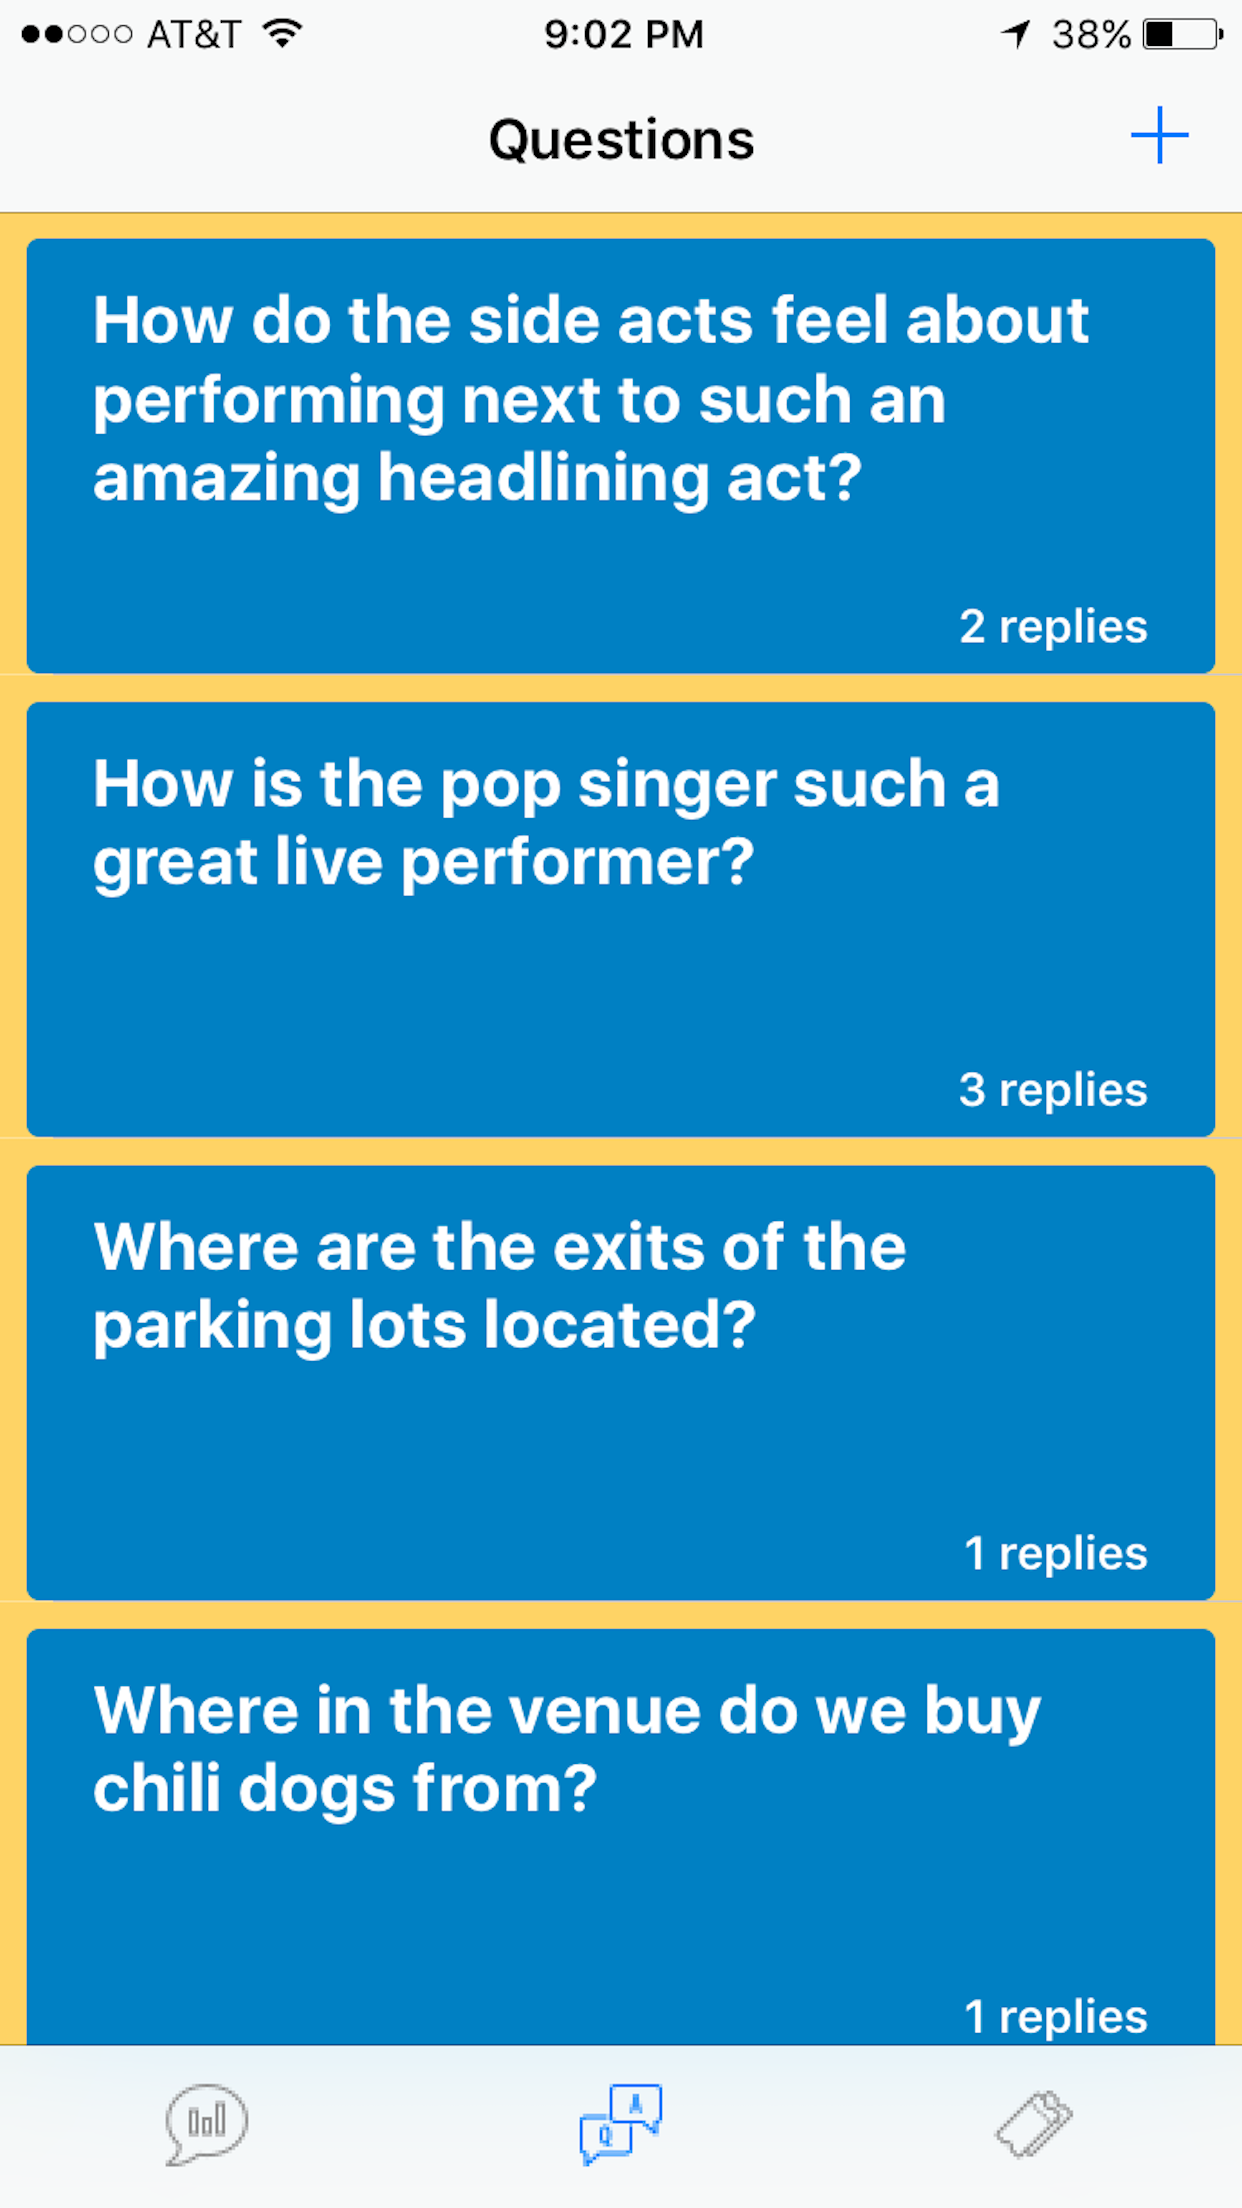 AT&T 9:02 PM 38%
Questions
How do the side acts feel about
performing next to such an
amazing headlining act?
2 replies
How is the pop singer such a
great live performer?
3 replies
Where are the exits of the
parking lots located?
1 replies
Where in the venue do we buy
chili dogs from?
1 replies
A
Q